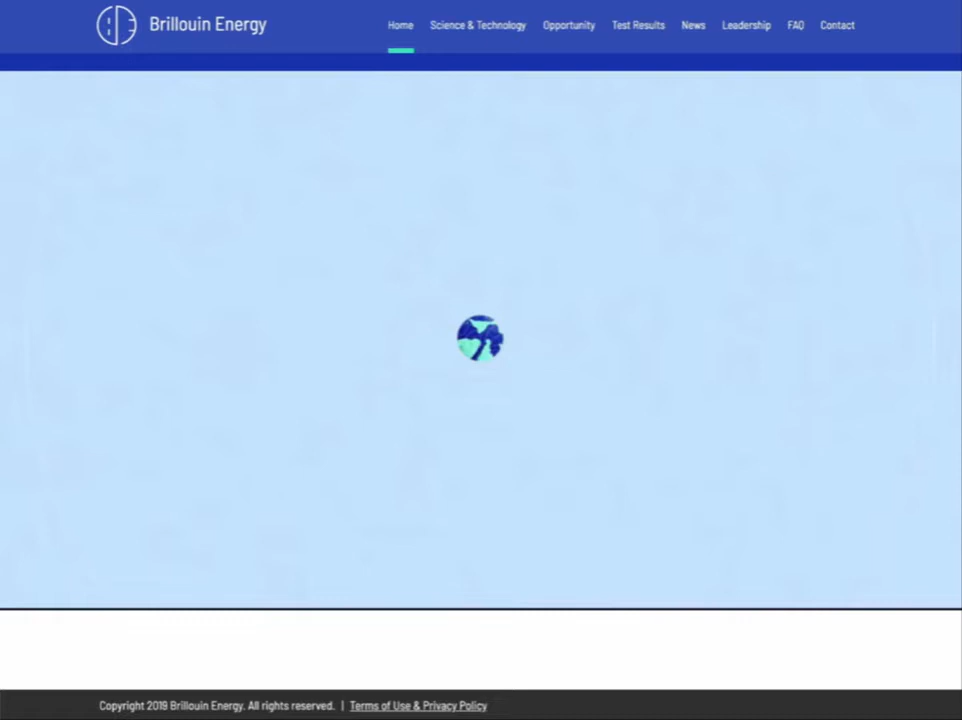 Brillouin Energy
Home Science & Technology Opportunity Test Results News Leadership FAQ Contact
Copyright 2019 Brillouin Energy. All rights reserved. | Terms of Use & Privacy Policy